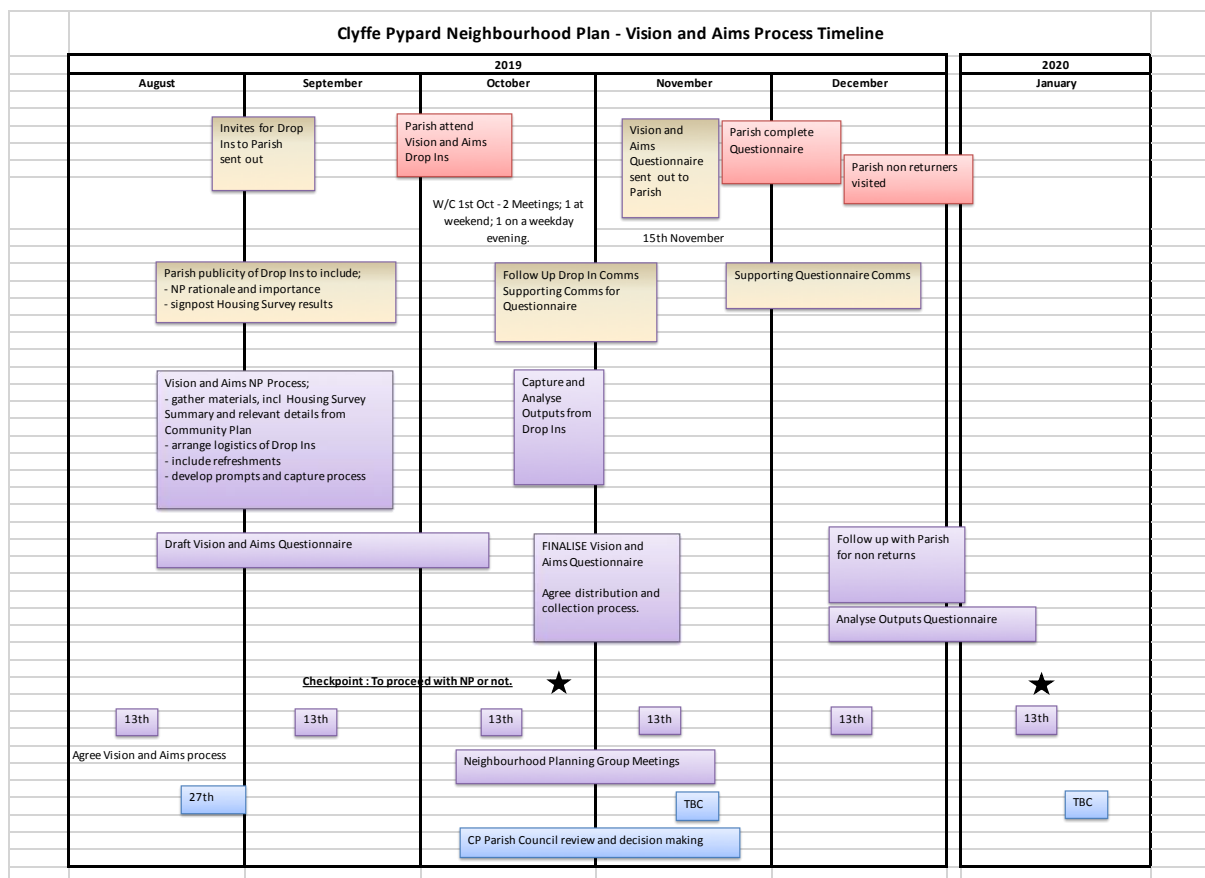 Clyffe Pypard Neighbourhood Plan - Vision and Aims Process Timeline
2019
2020
August
September
October
November
December
January
Invites for Drop
Ins to Parish
sent out
Parish attend
Vision and Aims
Drop Ins
Vision and
Aims
Questionnaire
sent out to
Parish
Parish complete
Questionnaire
Parish non returners
visited
W/C 1st Oct - 2 Meetings; 1 at
weekend; 1 on a weekday
evening.
15th November
Parish publicity of Drop Ins to include;
- NP rationale and importance
- signpost Housing Survey results
Follow Up Drop In Comms
Supporting Comms for
Questionnaire
Supporting Questionnaire Comms
Vision and Aims NP Process;
- gather materials, incl Housing Survey
Summary and relevant details from
Community Plan
- arrange logistics of Drop Ins
- include refreshments
- develop prompts and capture process
Capture and
Analyse
Outputs from
Drop Ins
Draft Vision and Aims Questionnaire
FINALISE Vision and
Aims Questionnaire
Agree distribution and
collection process.
Follow up with Parish
for non returns
Analyse Outputs Questionnaire
Checkpoint : To proceed with NP or not.
13th
13th
13th
13th
13th
13th
Agree Vision and Aims process
Neighbourhood Planning Group Meetings
27th
TBC
TBC
CP Parish Council review and decision making